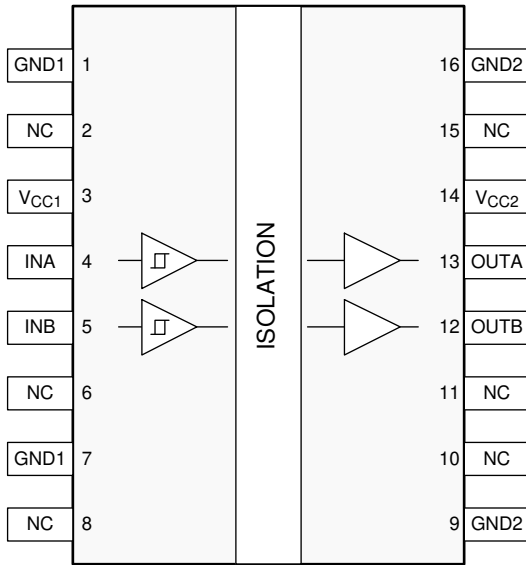 GND1 1 16 GND2
NC 2 15 NC
VCC1 3 14 VCC2
INA 4 13 OUTA
INB 5 12 OUTB
NC 6 11 NC
GND1 7 10 NC
NC 8 9 GND2
ISOLATION